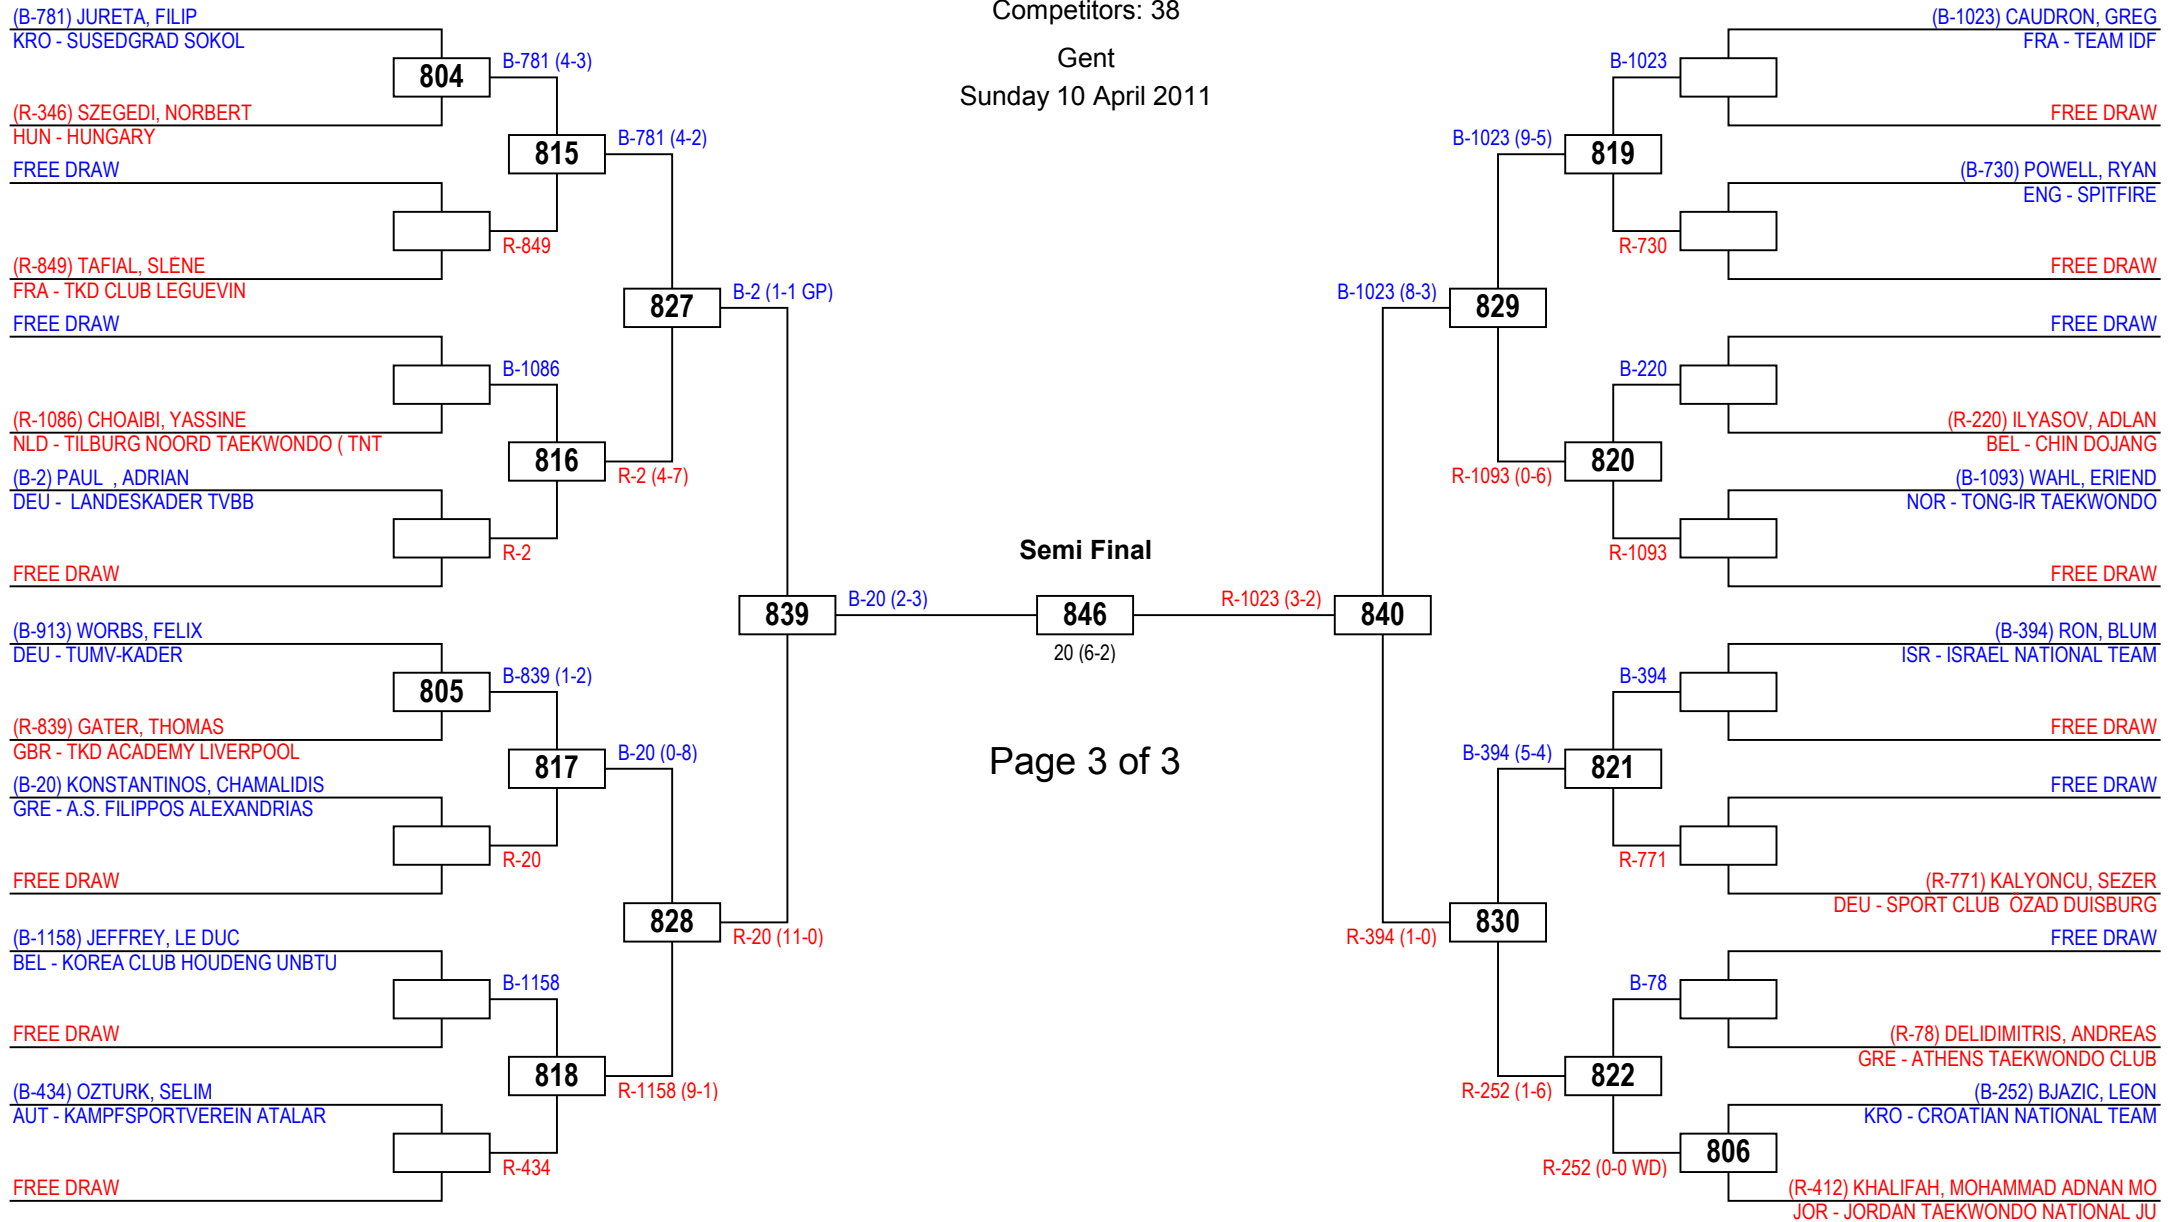 Competitors: 38
Gent
Sunday 10 April 2011
(B-781) JURETA, FILIP
KRO - SUSEDGRAD SOKOL
804
B-781 (4-3)
(R-346) SZEGEDI, NORBERT
HUN - HUNGARY
815
B-781 (4-2)
FREE DRAW
R-849
(R-849) TAFIAL, SLENE
FRA - TKD CLUB LEGUEVIN
827
B-2 (1-1 GP)
FREE DRAW
B-1086
(R-1086) CHOAIBI, YASSINE
NLD - TILBURG NOORD TAEKWONDO ( TNT
816
R-2 (4-7)
(B-2) PAUL , ADRIAN
DEU - LANDESKADER TVBB
R-2
FREE DRAW
839
B-20 (2-3)
(B-913) WORBS, FELIX
DEU - TUMV-KADER
805
B-839 (1-2)
(R-839) GATER, THOMAS
GBR - TKD ACADEMY LIVERPOOL
817
B-20 (0-8)
(B-20) KONSTANTINOS, CHAMALIDIS
GRE - A.S. FILIPPOS ALEXANDRIAS
R-20
FREE DRAW
828
R-20 (11-0)
(B-1158) JEFFREY, LE DUC
BEL - KOREA CLUB HOUDENG UNBTU
B-1158
FREE DRAW
818
R-1158 (9-1)
(B-434) OZTURK, SELIM
AUT - KAMPFSPORTVEREIN ATALAR
R-434
FREE DRAW
Semi Final
846
20 (6-2)
Page 3 of 3
(B-1023) CAUDRON, GREG
FRA - TEAM IDF
B-1023
FREE DRAW
B-1023 (9-5)
819
(B-730) POWELL, RYAN
ENG - SPITFIRE
R-730
FREE DRAW
B-1023 (8-3)
829
FREE DRAW
B-220
(R-220) ILYASOV, ADLAN
BEL - CHIN DOJANG
R-1093 (0-6)
820
(B-1093) WAHL, ERIEND
NOR - TONG-IR TAEKWONDO
R-1093
FREE DRAW
R-1023 (3-2)
840
(B-394) RON, BLUM
ISR - ISRAEL NATIONAL TEAM
B-394
FREE DRAW
B-394 (5-4)
821
FREE DRAW
R-771
(R-771) KALYONCU, SEZER
DEU - SPORT CLUB OZAD DUISBURG
R-394 (1-0)
830
FREE DRAW
B-78
(R-78) DELIDIMITRIS, ANDREAS
GRE - ATHENS TAEKWONDO CLUB
R-252 (1-6)
822
(B-252) BJAZIC, LEON
KRO - CROATIAN NATIONAL TEAM
R-252 (0-0 WD)
806
(R-412) KHALIFAH, MOHAMMAD ADNAN MO
JOR - JORDAN TAEKWONDO NATIONAL JU